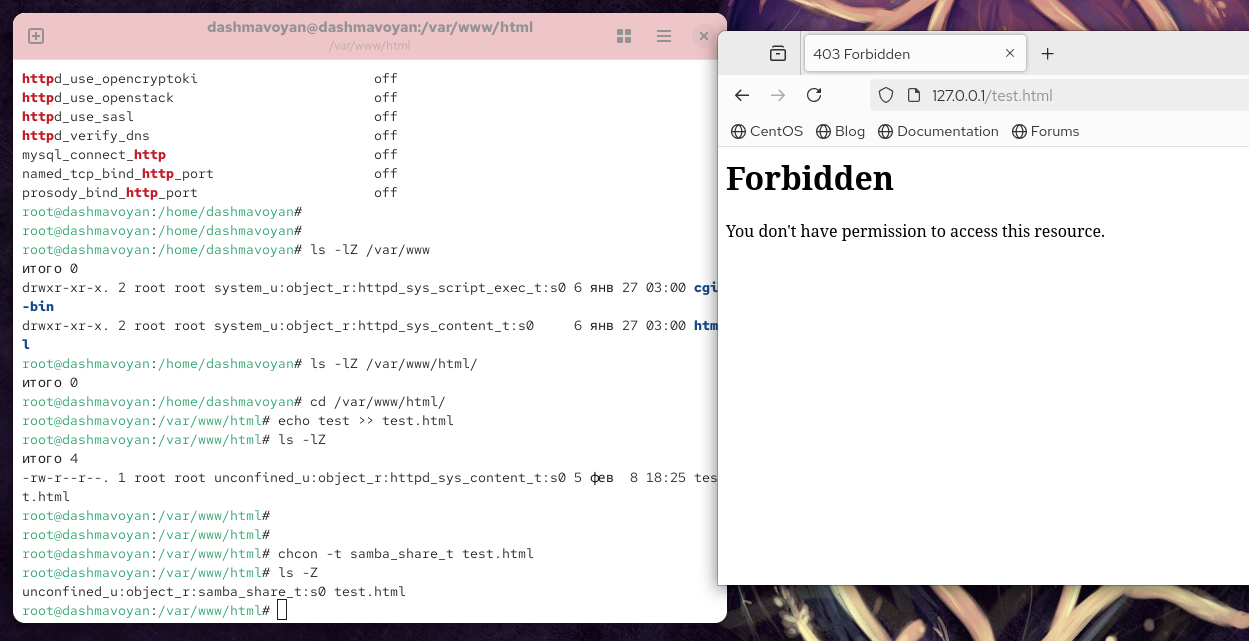 dashmavoyan@dashmavoyan:/var/www/html
/var/www/html
httpd_use_opencryptoki                      off
httpd_use_openstack                         off
httpd_use_sasl                              off
httpd_verify_dns                            off
mysql_connect_http                          off
named_tcp_bind_http_port                    off
prosody_bind_http_port                      off
root@dashmavoyan:/home/dashmavoyan#
root@dashmavoyan:/home/dashmavoyan#
root@dashmavoyan:/home/dashmavoyan# ls -lZ /var/www
итого 0
drwxr-xr-x. 2 root root system_u:object_r:httpd_sys_script_exec_t:s0 6 янв 27 03:00 cgi
-bin
drwxr-xr-x. 2 root root system_u:object_r:httpd_sys_content_t:s0     6 янв 27 03:00 htm
l
root@dashmavoyan:/home/dashmavoyan# ls -lZ /var/www/html/
итого 0
root@dashmavoyan:/home/dashmavoyan# cd /var/www/html/
root@dashmavoyan:/var/www/html# echo test >> test.html
root@dashmavoyan:/var/www/html# ls -lZ
итого 4
-rw-r--r--. 1 root root unconfined_u:object_r:httpd_sys_content_t:s0 5 фев  8 18:25 tes
t.html
root@dashmavoyan:/var/www/html#
root@dashmavoyan:/var/www/html#
root@dashmavoyan:/var/www/html# chcon -t samba_share_t test.html
root@dashmavoyan:/var/www/html# ls -Z
unconfined_u:object_r:samba_share_t:s0 test.html
root@dashmavoyan:/var/www/html#
403 Forbidden
127.0.0.1/test.html
CentOS Blog Documentation Forums
Forbidden
You don't have permission to access this resource.